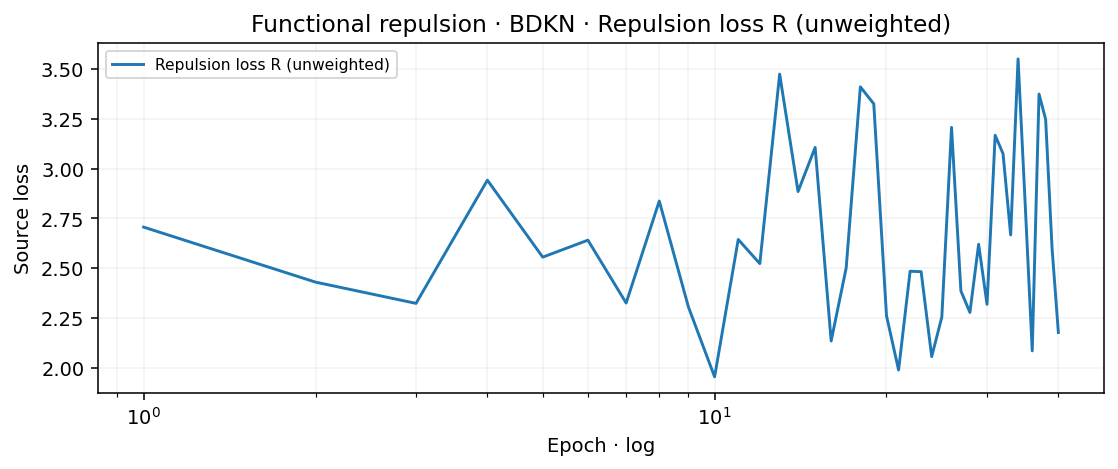 Functional repulsion · BDKN · Repulsion loss R (unweighted)
Repulsion loss R (unweighted)
Source loss
3.50
3.25
3.00
2.75
2.50
2.25
2.00
10⁰ 10¹
Epoch · log